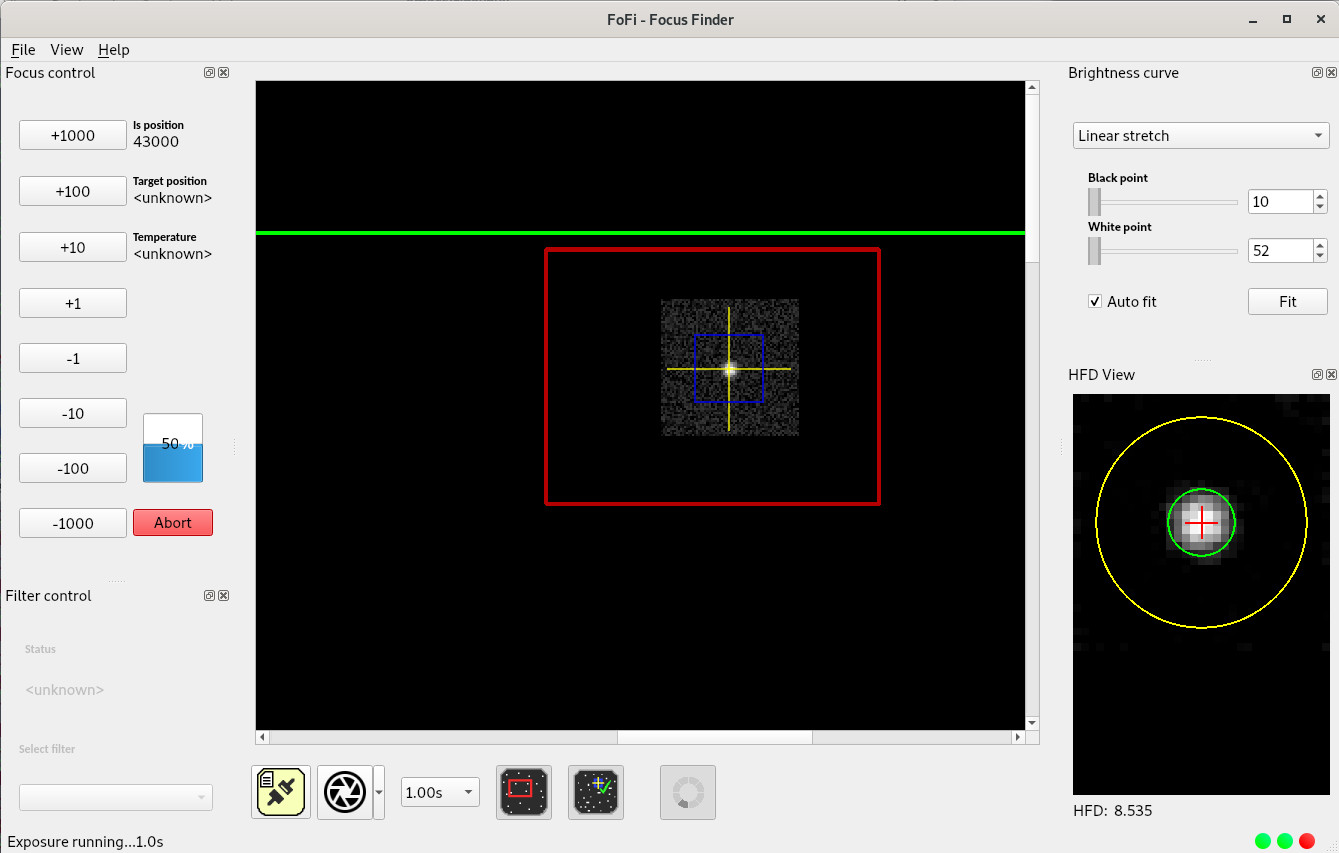 FoFi - Focus Finder
File View Help
Focus control
+1000
Is position
43000
+100
Target position
<unknown>
+10
Temperature
<unknown>
+1
-1
-10
50%
-100
-1000
Abort
Filter control
Status
<unknown>
Select filter
1.00s
Exposure running...1.0s
Brightness curve
Linear stretch
Black point
10
White point
52
Auto fit
Fit
HFD View
HFD: 8.535